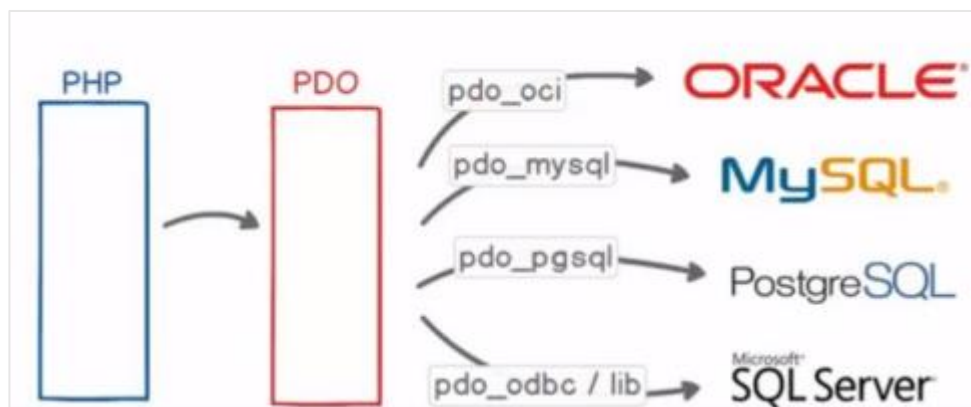 PHP
PDO
pdo_oci
ORACLE®
pdo_mysql
MySQL®
pdo_pgsql
PostgreSQL
pdo_odbc / lib
Microsoft®
SQL Server